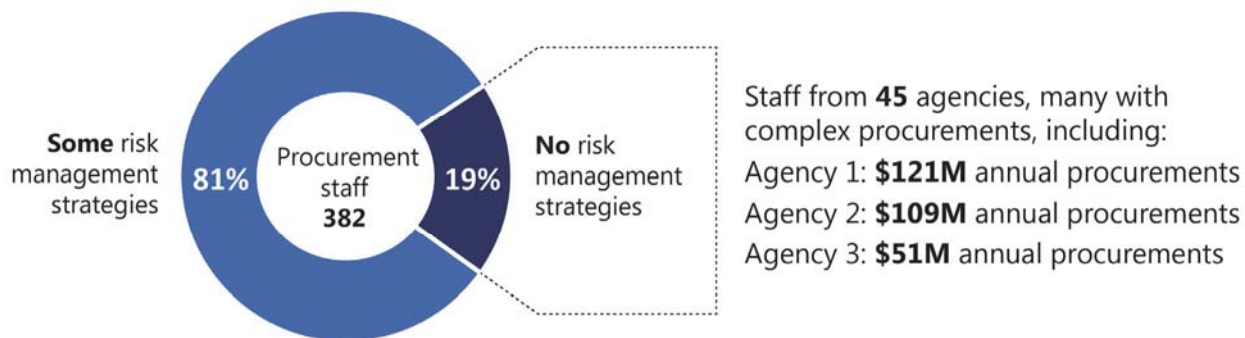 Some risk
management
strategies
81%
Procurement
staff
382
19%
No risk
management
strategies
Staff from 45 agencies, many with
complex procurements, including:
Agency 1: $121M annual procurements
Agency 2: $109M annual procurements
Agency 3: $51M annual procurements